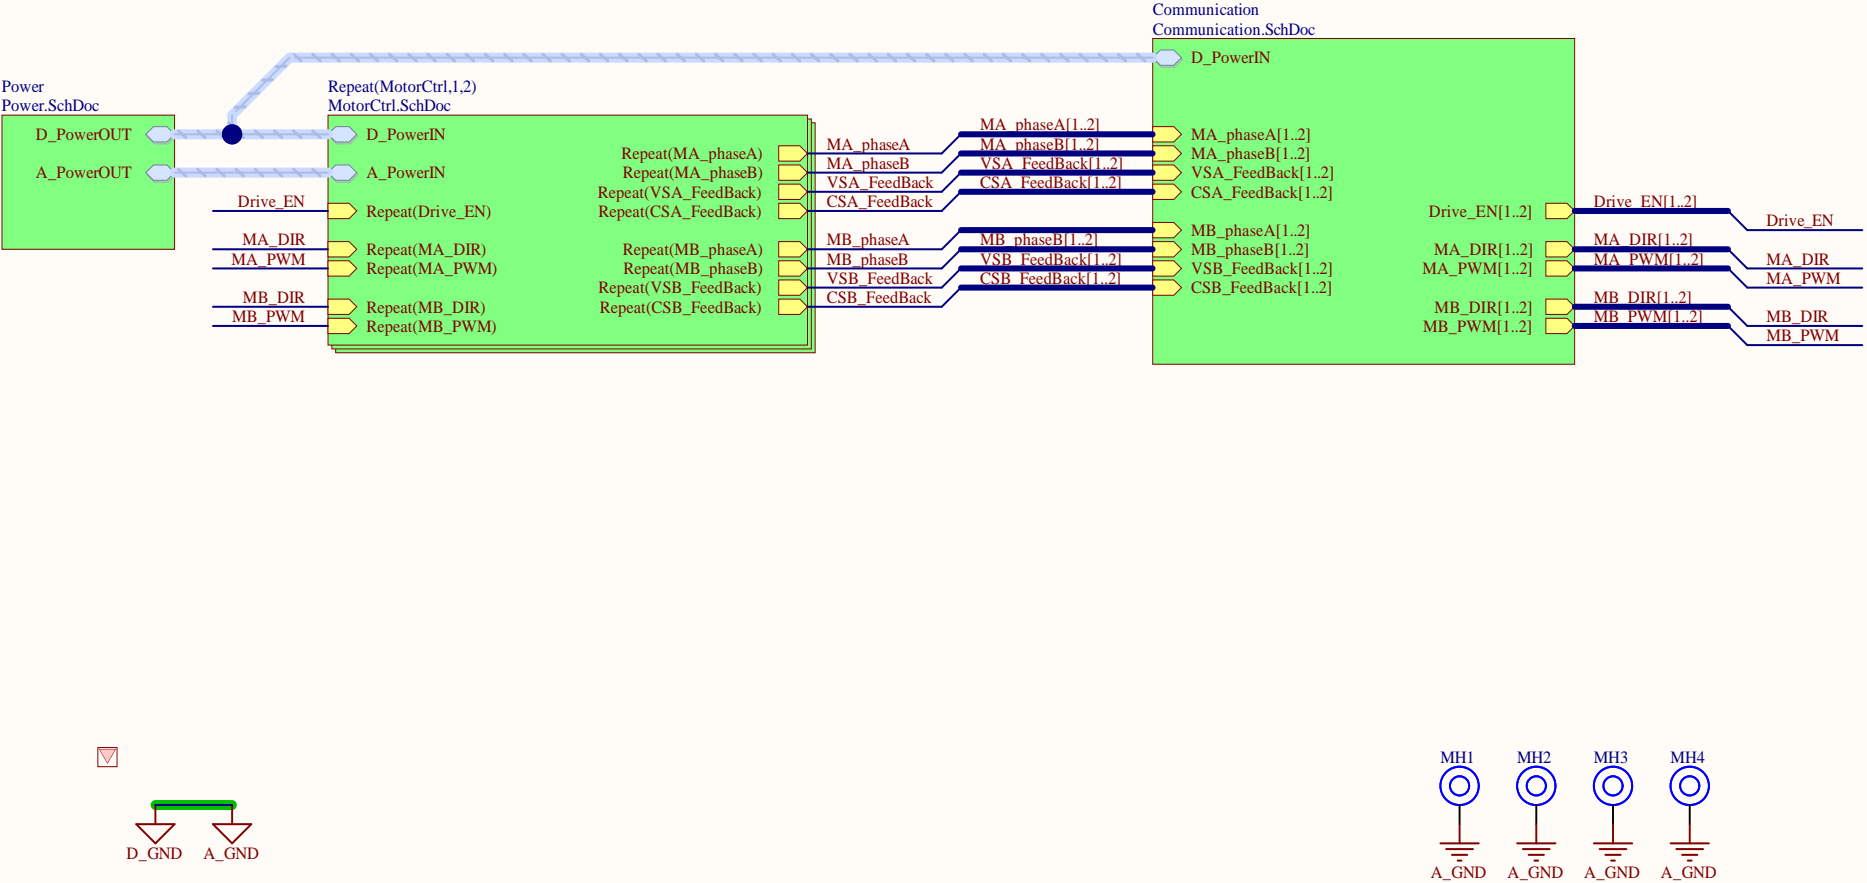 Communication
Communication.SchDoc
D_PowerIN
Power
Power.SchDoc
D_PowerOUT
A_PowerOUT
Repeat(MotorCtrl,1,2)
MotorCtrl.SchDoc
D_PowerIN
A_PowerIN
Drive_EN
Repeat(Drive_EN)
MA_DIR
Repeat(MA_DIR)
MA_PWM
Repeat(MA_PWM)
MB_DIR
Repeat(MB_DIR)
MB_PWM
Repeat(MB_PWM)
Repeat(MA_phaseA)
Repeat(MA_phaseB)
Repeat(VSA_FeedBack)
Repeat(CSA_FeedBack)
Repeat(MB_phaseA)
Repeat(MB_phaseB)
Repeat(VSB_FeedBack)
Repeat(CSB_FeedBack)
MA_phaseA
MA_phaseB
VSA_FeedBack
CSA_FeedBack
MB_phaseA
MB_phaseB
VSB_FeedBack
CSB_FeedBack
MA_phaseA[1..2]
MA_phaseB[1..2]
VSA_FeedBack[1..2]
CSA_FeedBack[1..2]
MB_phaseB[1..2]
VSB_FeedBack[1..2]
CSB_FeedBack[1..2]
MA_phaseA[1..2]
MA_phaseB[1..2]
VSA_FeedBack[1..2]
CSA_FeedBack[1..2]
MB_phaseA[1..2]
MB_phaseB[1..2]
VSB_FeedBack[1..2]
CSB_FeedBack[1..2]
Drive_EN[1..2]
MA_DIR[1..2]
MA_PWM[1..2]
MB_DIR[1..2]
MB_PWM[1..2]
Drive_EN[1..2]
MA_DIR[1..2]
MA_PWM[1..2]
MB_DIR[1..2]
MB_PWM[1..2]
Drive_EN
MA_DIR
MA_PWM
MB_DIR
MB_PWM
D_GND
A_GND
MH1
MH2
MH3
MH4
A_GND
A_GND
A_GND
A_GND